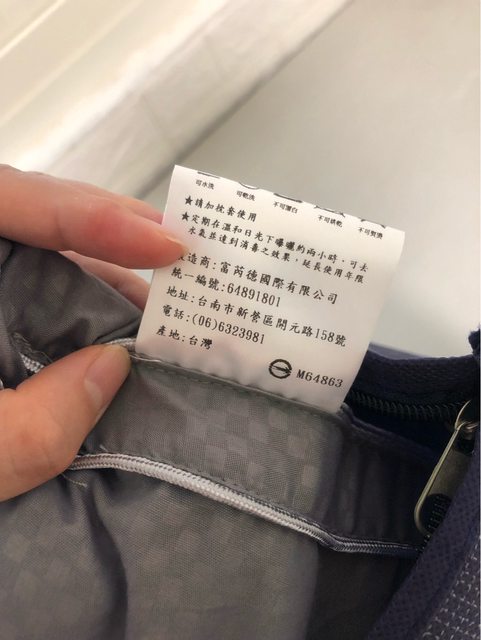 可水洗 可乾洗 不可漂白 不可烘乾 不可熨燙
★請加枕套使用
★定期在溫和日光下曝曬約兩小時，可去
水氣並達到消毒之效果，延長使用年限
製造商:富芮德國際有限公司
統一編號:64891801
地址:台南市新營區開元路158號
電話:(06)6323981
產地:台灣
M64863